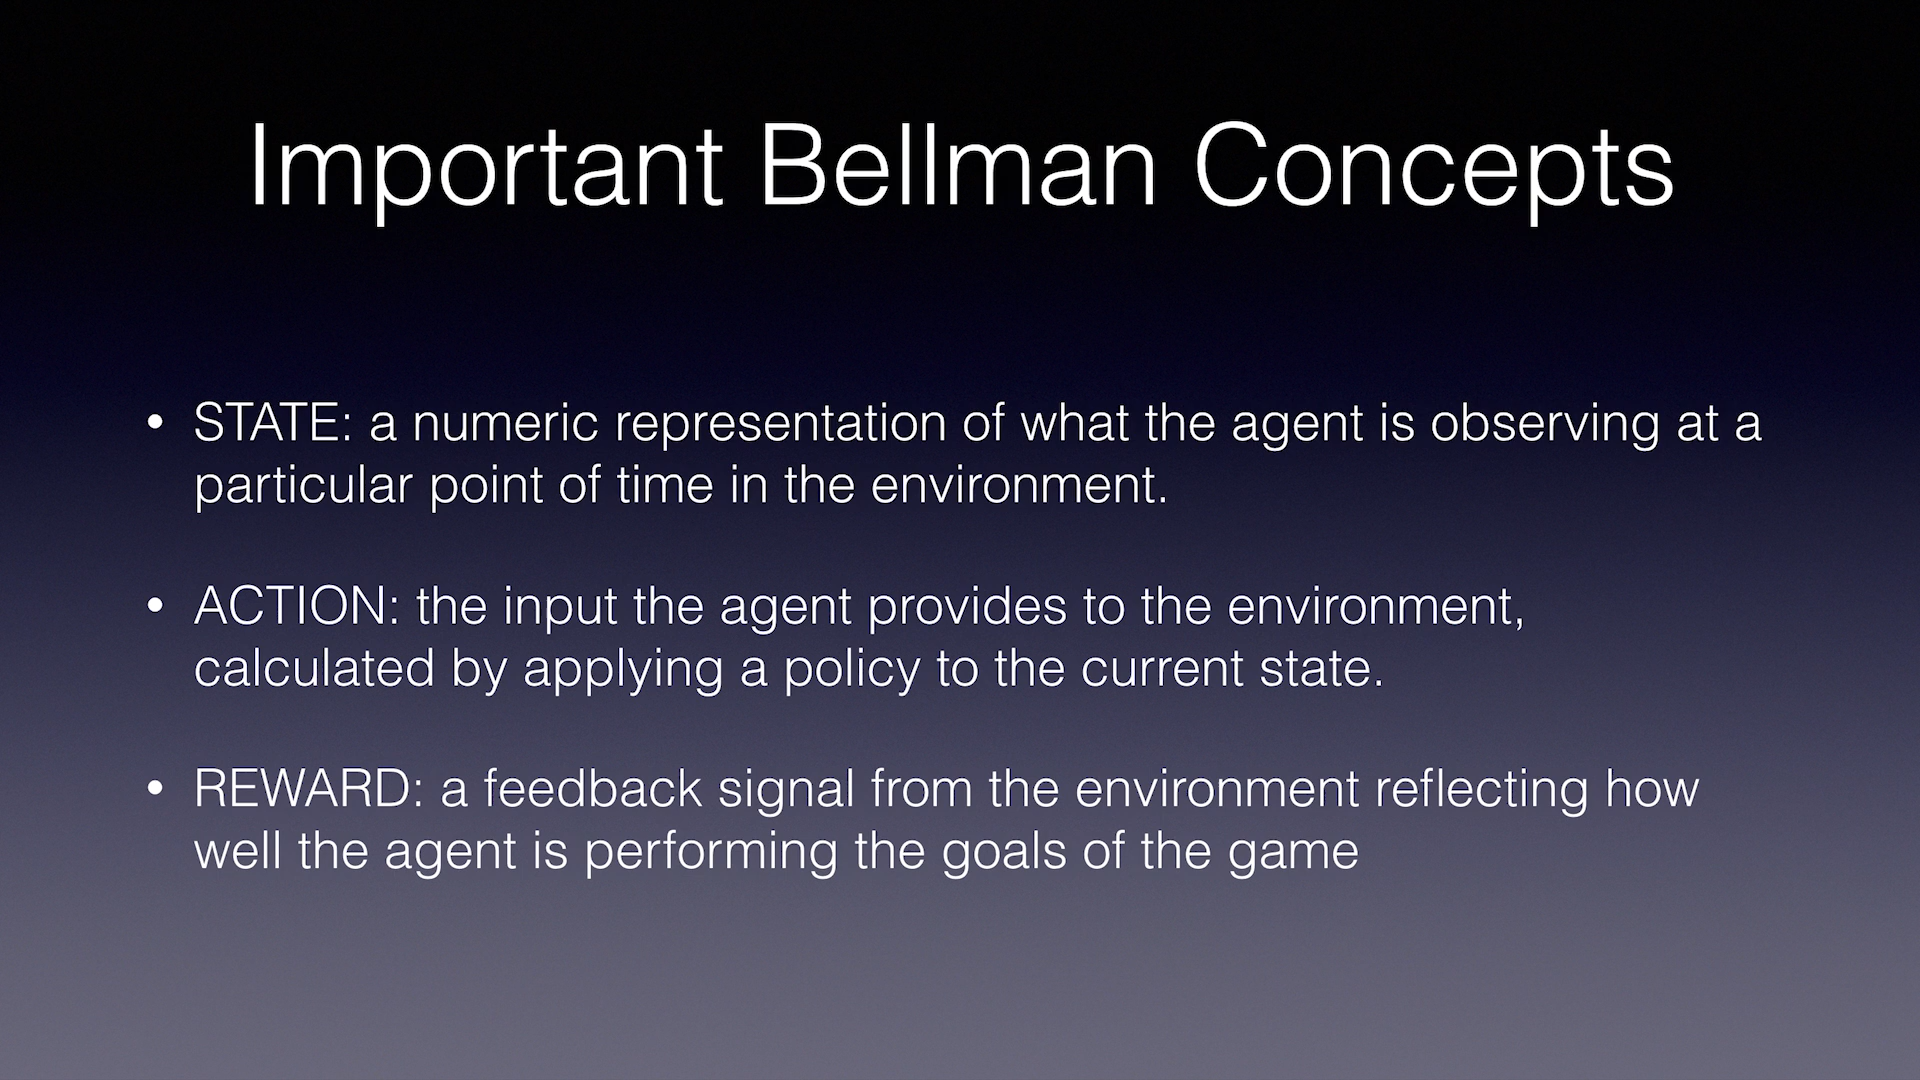 Important Bellman Concepts
• STATE: a numeric representation of what the agent is observing at a
particular point of time in the environment.
• ACTION: the input the agent provides to the environment,
calculated by applying a policy to the current state.
• REWARD: a feedback signal from the environment reflecting how
well the agent is performing the goals of the game